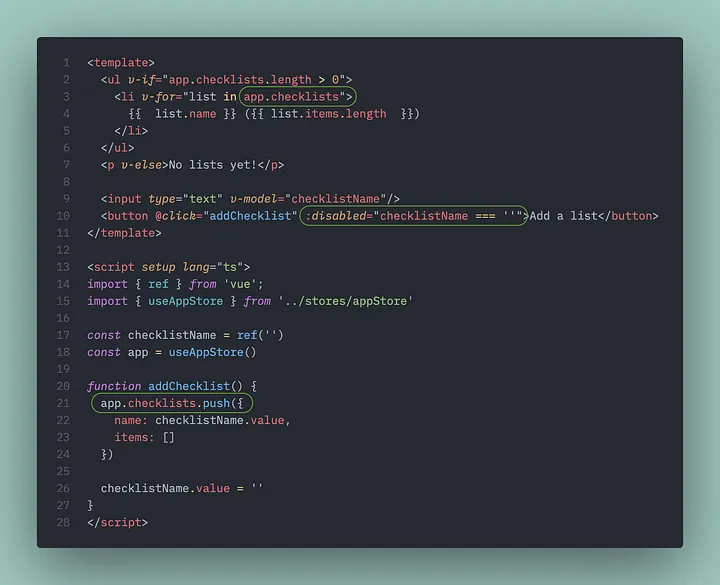 1 <template>
2 <ul v-if="app.checklists.length > 0">
3 <li v-for="list in app.checklists">
4 {{ list.name }} ({{ list.items.length }})
5 </li>
6 </ul>
7 <p v-else>No lists yet!</p>
8
9 <input type="text" v-model="checklistName"/>
10 <button @click="addChecklist" :disabled="checklistName === ''">Add a list</button>
11 </template>
12
13 <script setup lang="ts">
14 import { ref } from 'vue';
15 import { useAppStore } from '../stores/appStore'
16
17 const checklistName = ref('')
18 const app = useAppStore()
19
20 function addChecklist() {
21 app.checklists.push({
22 name: checklistName.value,
23 items: []
24 })
25
26 checklistName.value = ''
27 }
28 </script>